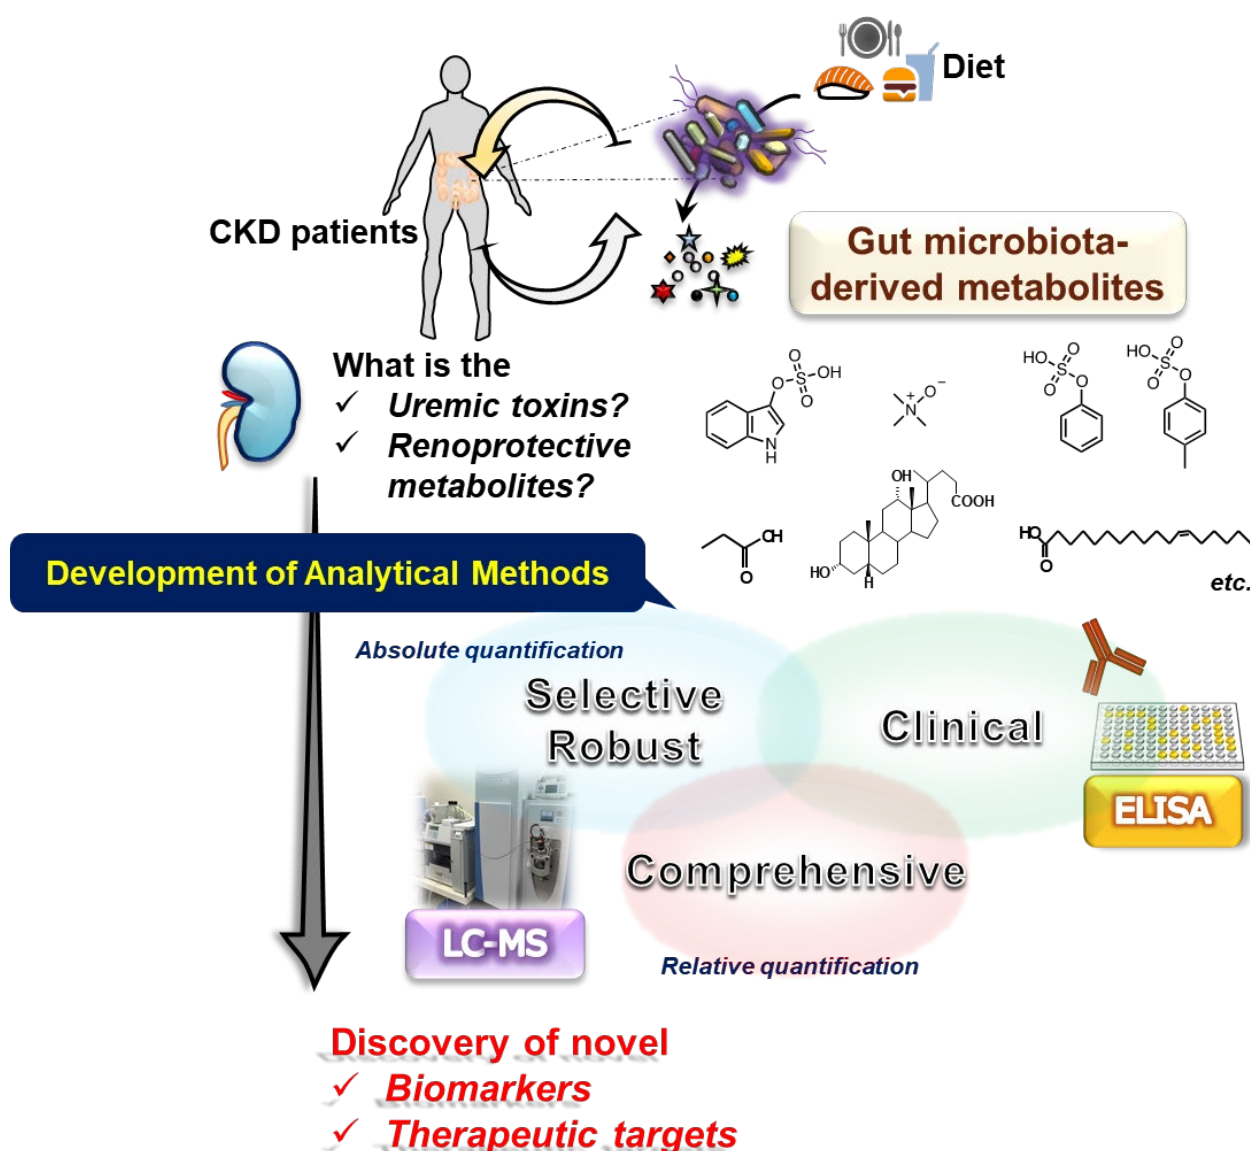 Diet
CKD patients
Gut microbiota-
derived metabolites
What is the
✓ Uremic toxins?
✓ Renoprotective
metabolites?
O
O
S
OH
O
N
H
N
+
O
−
HO
O
S
O
O
HO
O
S
O
O
OH
COOH
HO
H
OH
O
HO
O
etc.
Development of Analytical Methods
Absolute quantification
Selective
Robust
Clinical
ELISA
Comprehensive
LC-MS
Relative quantification
Discovery of novel
✓ Biomarkers
✓ Therapeutic targets